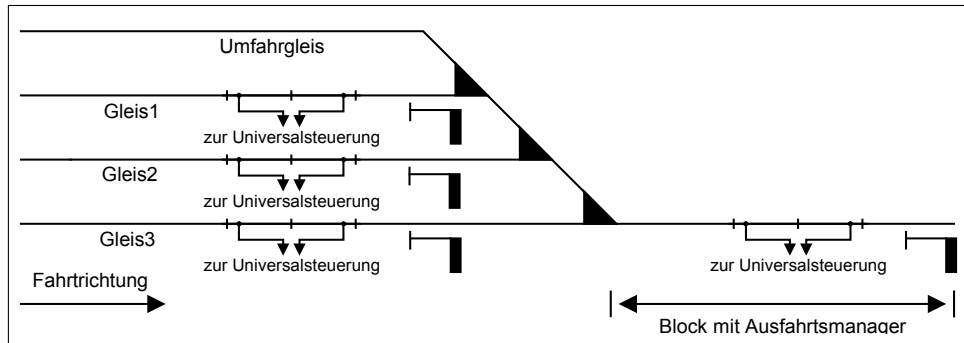 Umfahrgleis
Gleis1
zur Universalsteuerung
Gleis2
zur Universalsteuerung
Gleis3
zur Universalsteuerung
zur Universalsteuerung
Fahrtrichtung
Block mit Ausfahrtsmanager